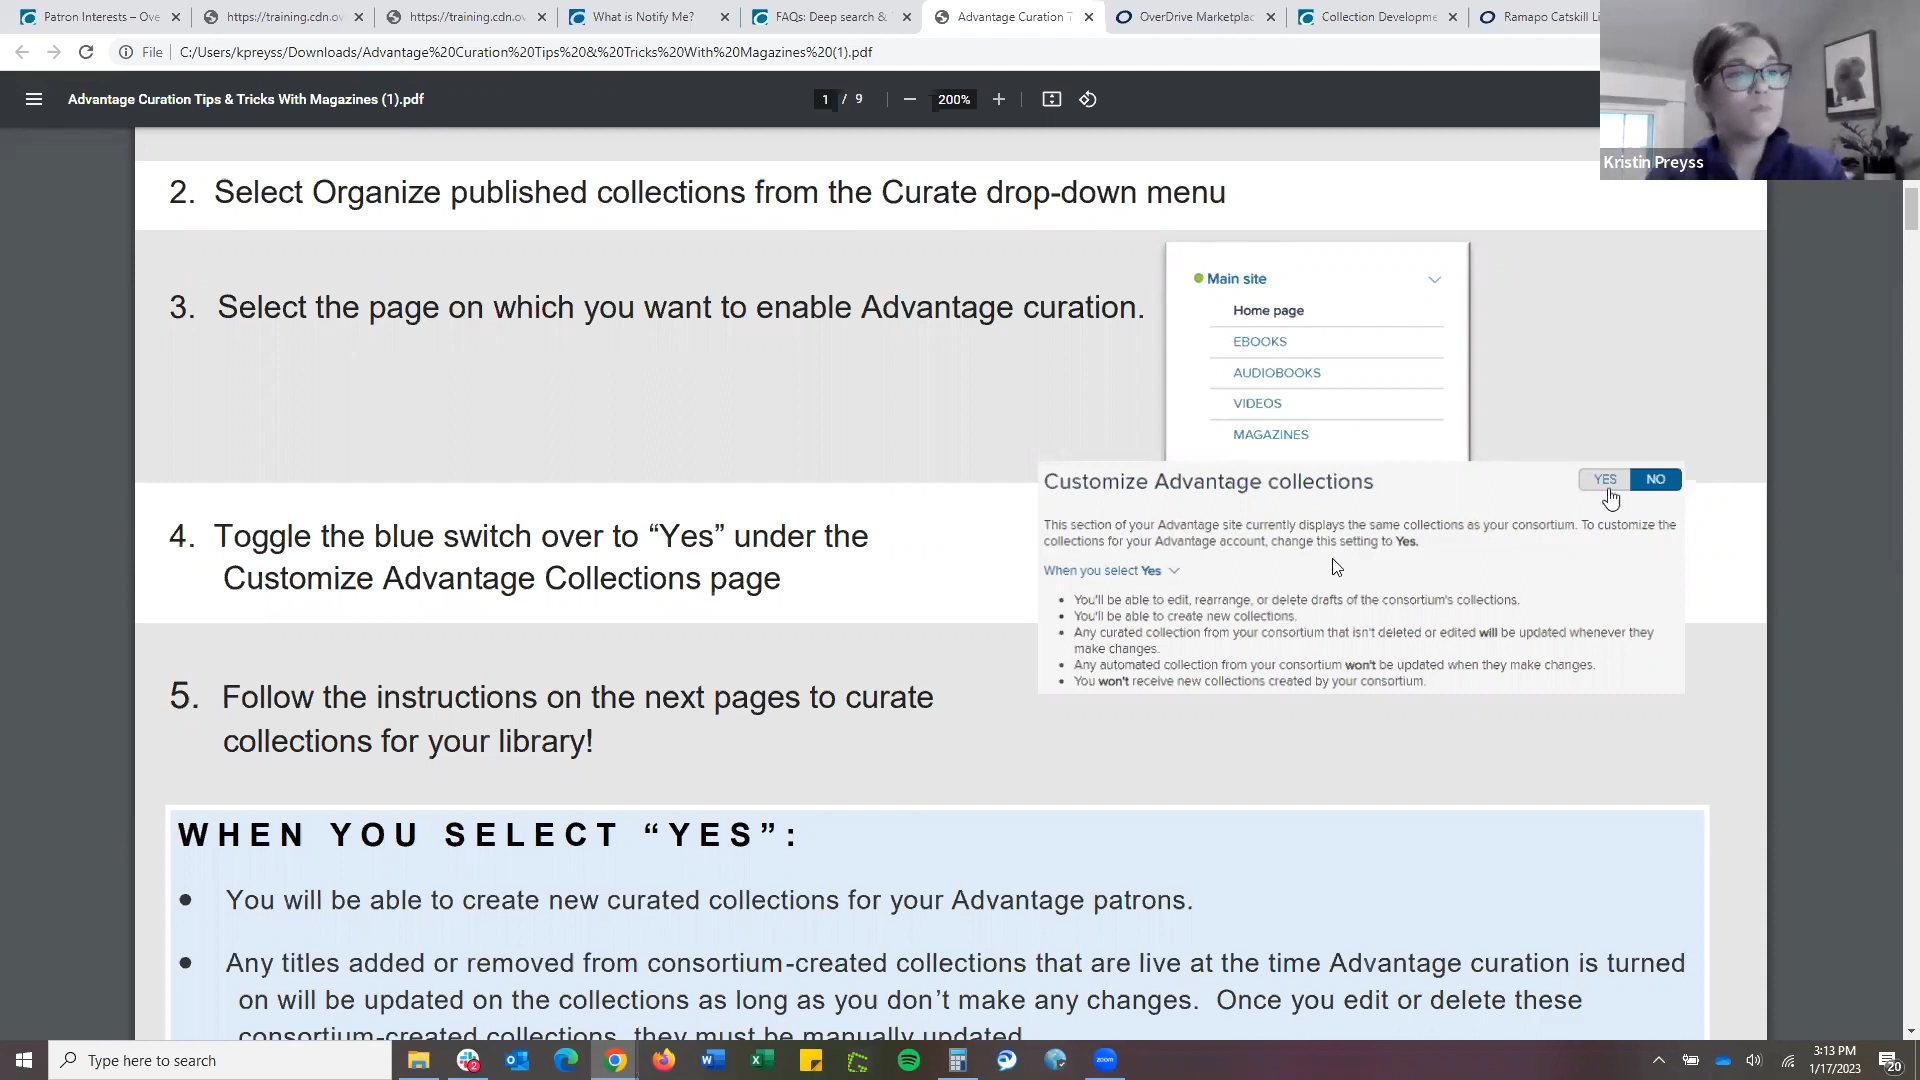 Patron Interests – Ove
https://training.cdn.ov
https://training.cdn.ov
What is Notify Me?
FAQs: Deep search &
Advantage Curation T
OverDrive Marketplac
Collection Developme
Ramapo Catskill Li
File C:/Users/kpreyss/Downloads/Advantage%20Curation%20Tips%20&%20Tricks%20With%20Magazines%20(1).pdf
Advantage Curation Tips & Tricks With Magazines (1).pdf
1 / 9
200%
Kristin Preyss
2. Select Organize published collections from the Curate drop-down menu
3. Select the page on which you want to enable Advantage curation.
Main site
Home page
EBOOKS
AUDIOBOOKS
VIDEOS
MAGAZINES
4. Toggle the blue switch over to “Yes” under the
Customize Advantage Collections page
Customize Advantage collections
YES NO
This section of your Advantage site currently displays the same collections as your consortium. To customize the
collections for your Advantage account, change this setting to Yes.
When you select Yes
• You'll be able to edit, rearrange, or delete drafts of the consortium's collections.
• You'll be able to create new collections.
• Any curated collection from your consortium that isn't deleted or edited will be updated whenever they
make changes.
• Any automated collection from your consortium won't be updated when they make changes.
• You won't receive new collections created by your consortium.
5. Follow the instructions on the next pages to curate
collections for your library!
WHEN YOU SELECT “YES”:
• You will be able to create new curated collections for your Advantage patrons.
• Any titles added or removed from consortium-created collections that are live at the time Advantage curation is turned
on will be updated on the collections as long as you don’t make any changes. Once you edit or delete these
consortium-created collections, they must be manually updated.
Type here to search
3:13 PM
1/17/2023
20